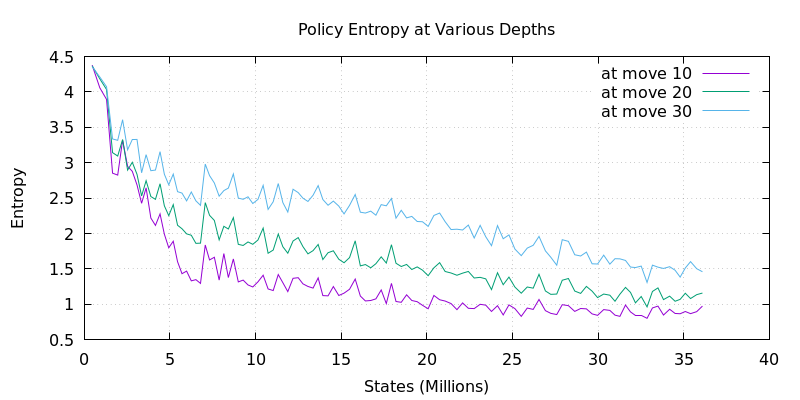 Policy Entropy at Various Depths
4.5
4
3.5
3
2.5
2
1.5
1
0.5
Entropy
at move 10
at move 20
at move 30
0 5 10 15 20 25 30 35 40
States (Millions)